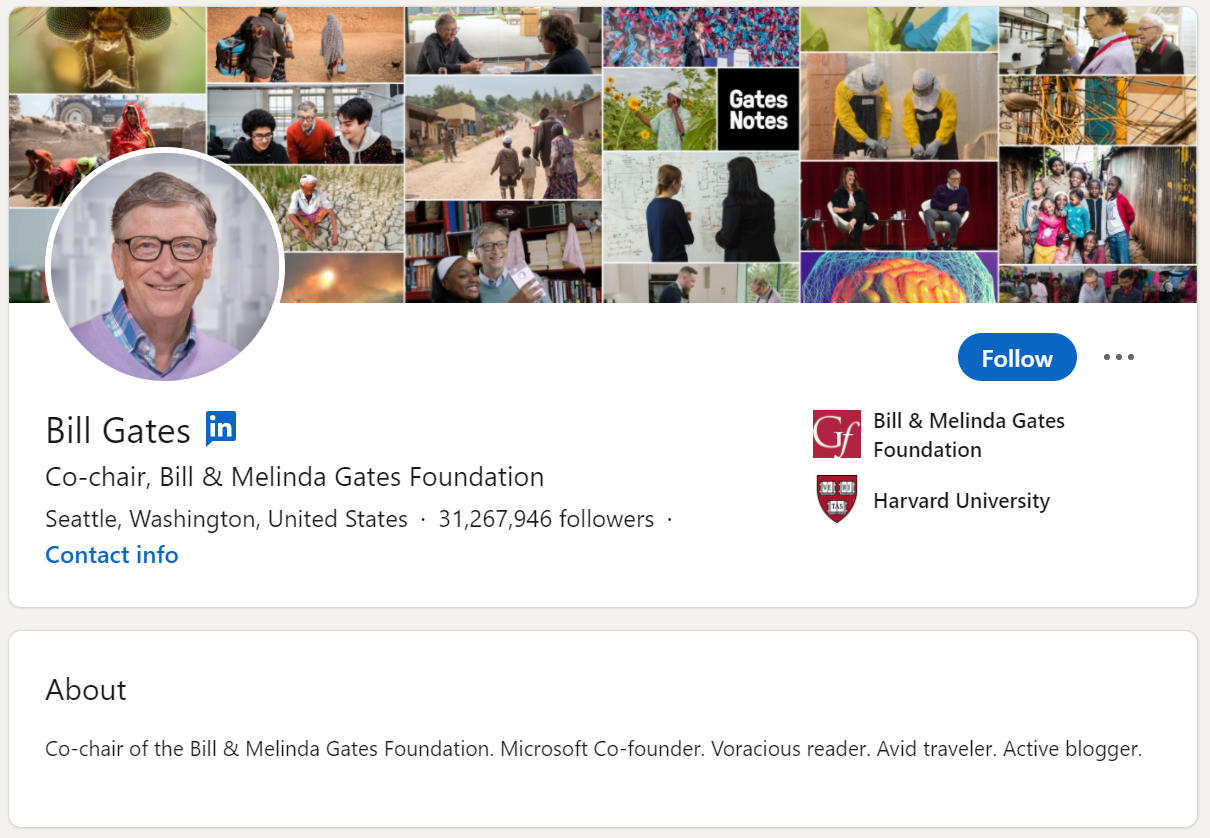 Gates
Notes
Follow
Bill Gates in
Co-chair, Bill & Melinda Gates Foundation
Seattle, Washington, United States · 31,267,946 followers ·
Contact info
Gf
Bill & Melinda Gates
Foundation
VE RI
TAS
Harvard University
About
Co-chair of the Bill & Melinda Gates Foundation. Microsoft Co-founder. Voracious reader. Avid traveler. Active blogger.